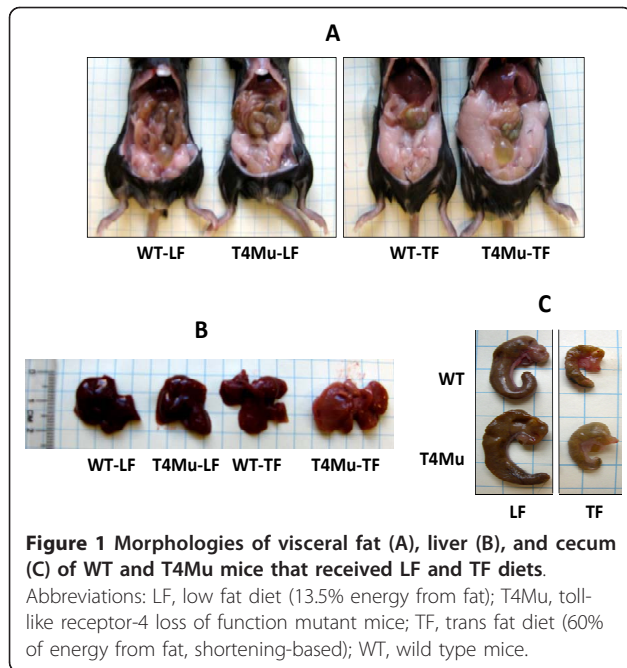 A
WT-LF T4Mu-LF WT-TF T4Mu-TF
B
WT-LF T4Mu-LF WT-TF T4Mu-TF
C
WT
T4Mu
LF TF
Figure 1 Morphologies of visceral fat (A), liver (B), and cecum
(C) of WT and T4Mu mice that received LF and TF diets.
Abbreviations: LF, low fat diet (13.5% energy from fat); T4Mu, toll-
like receptor-4 loss of function mutant mice; TF, trans fat diet (60%
of energy from fat, shortening-based); WT, wild type mice.